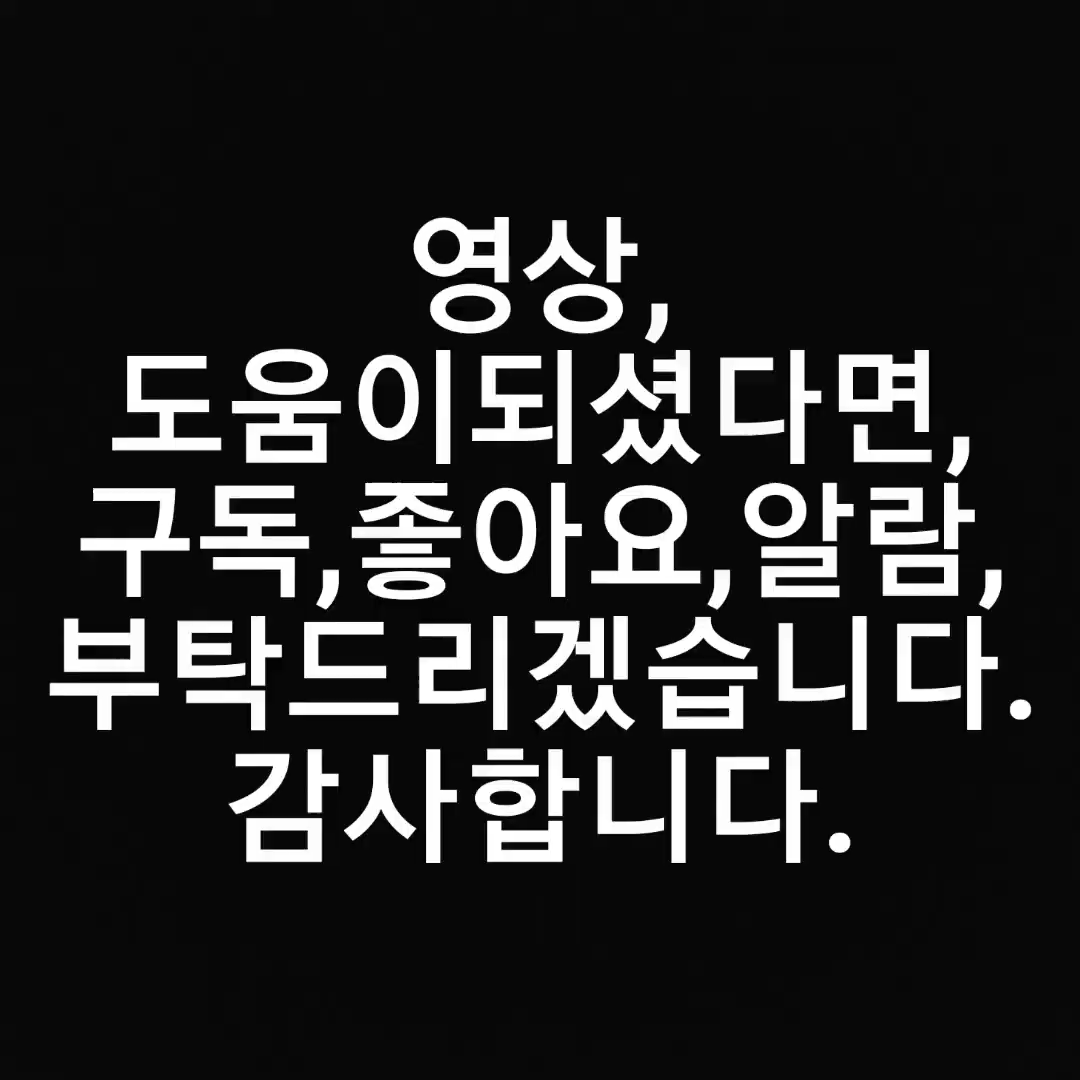 영상,
도움이되셨다면,
구독,좋아요,알람,
부탁드리겠습니다.
감사합니다.